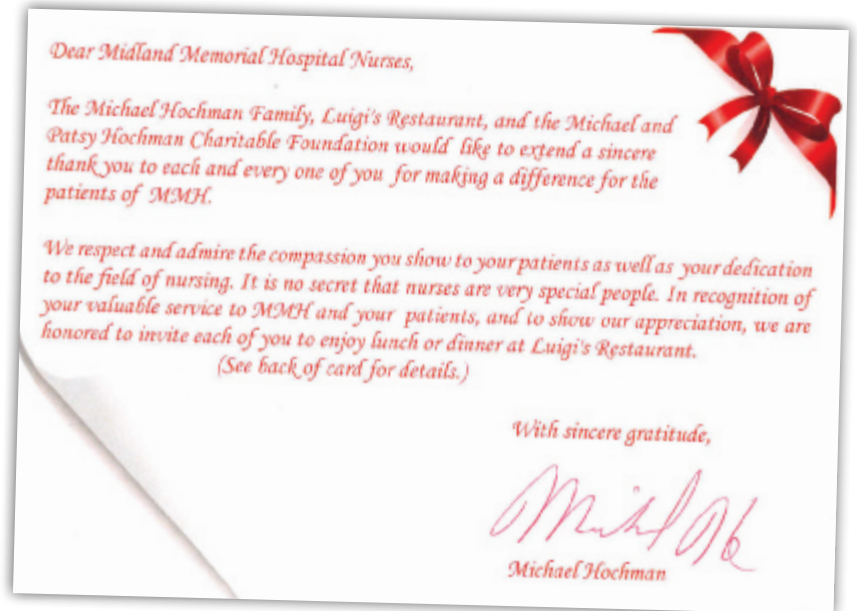 Dear Midland Memorial Hospital Nurses,
The Michael Hochman Family, Luigi's Restaurant, and the Michael and
Patsy Hochman Charitable Foundation would like to extend a sincere
thank you to each and every one of you for making a difference for the
patients of MMH.
We respect and admire the compassion you show to your patients as well as your dedication
to the field of nursing. It is no secret that nurses are very special people. In recognition of
your valuable service to MMH and your patients, and to show our appreciation, we are
honored to invite each of you to enjoy lunch or dinner at Luigi's Restaurant.
(See back of card for details.)
With sincere gratitude,
Michael Hochman